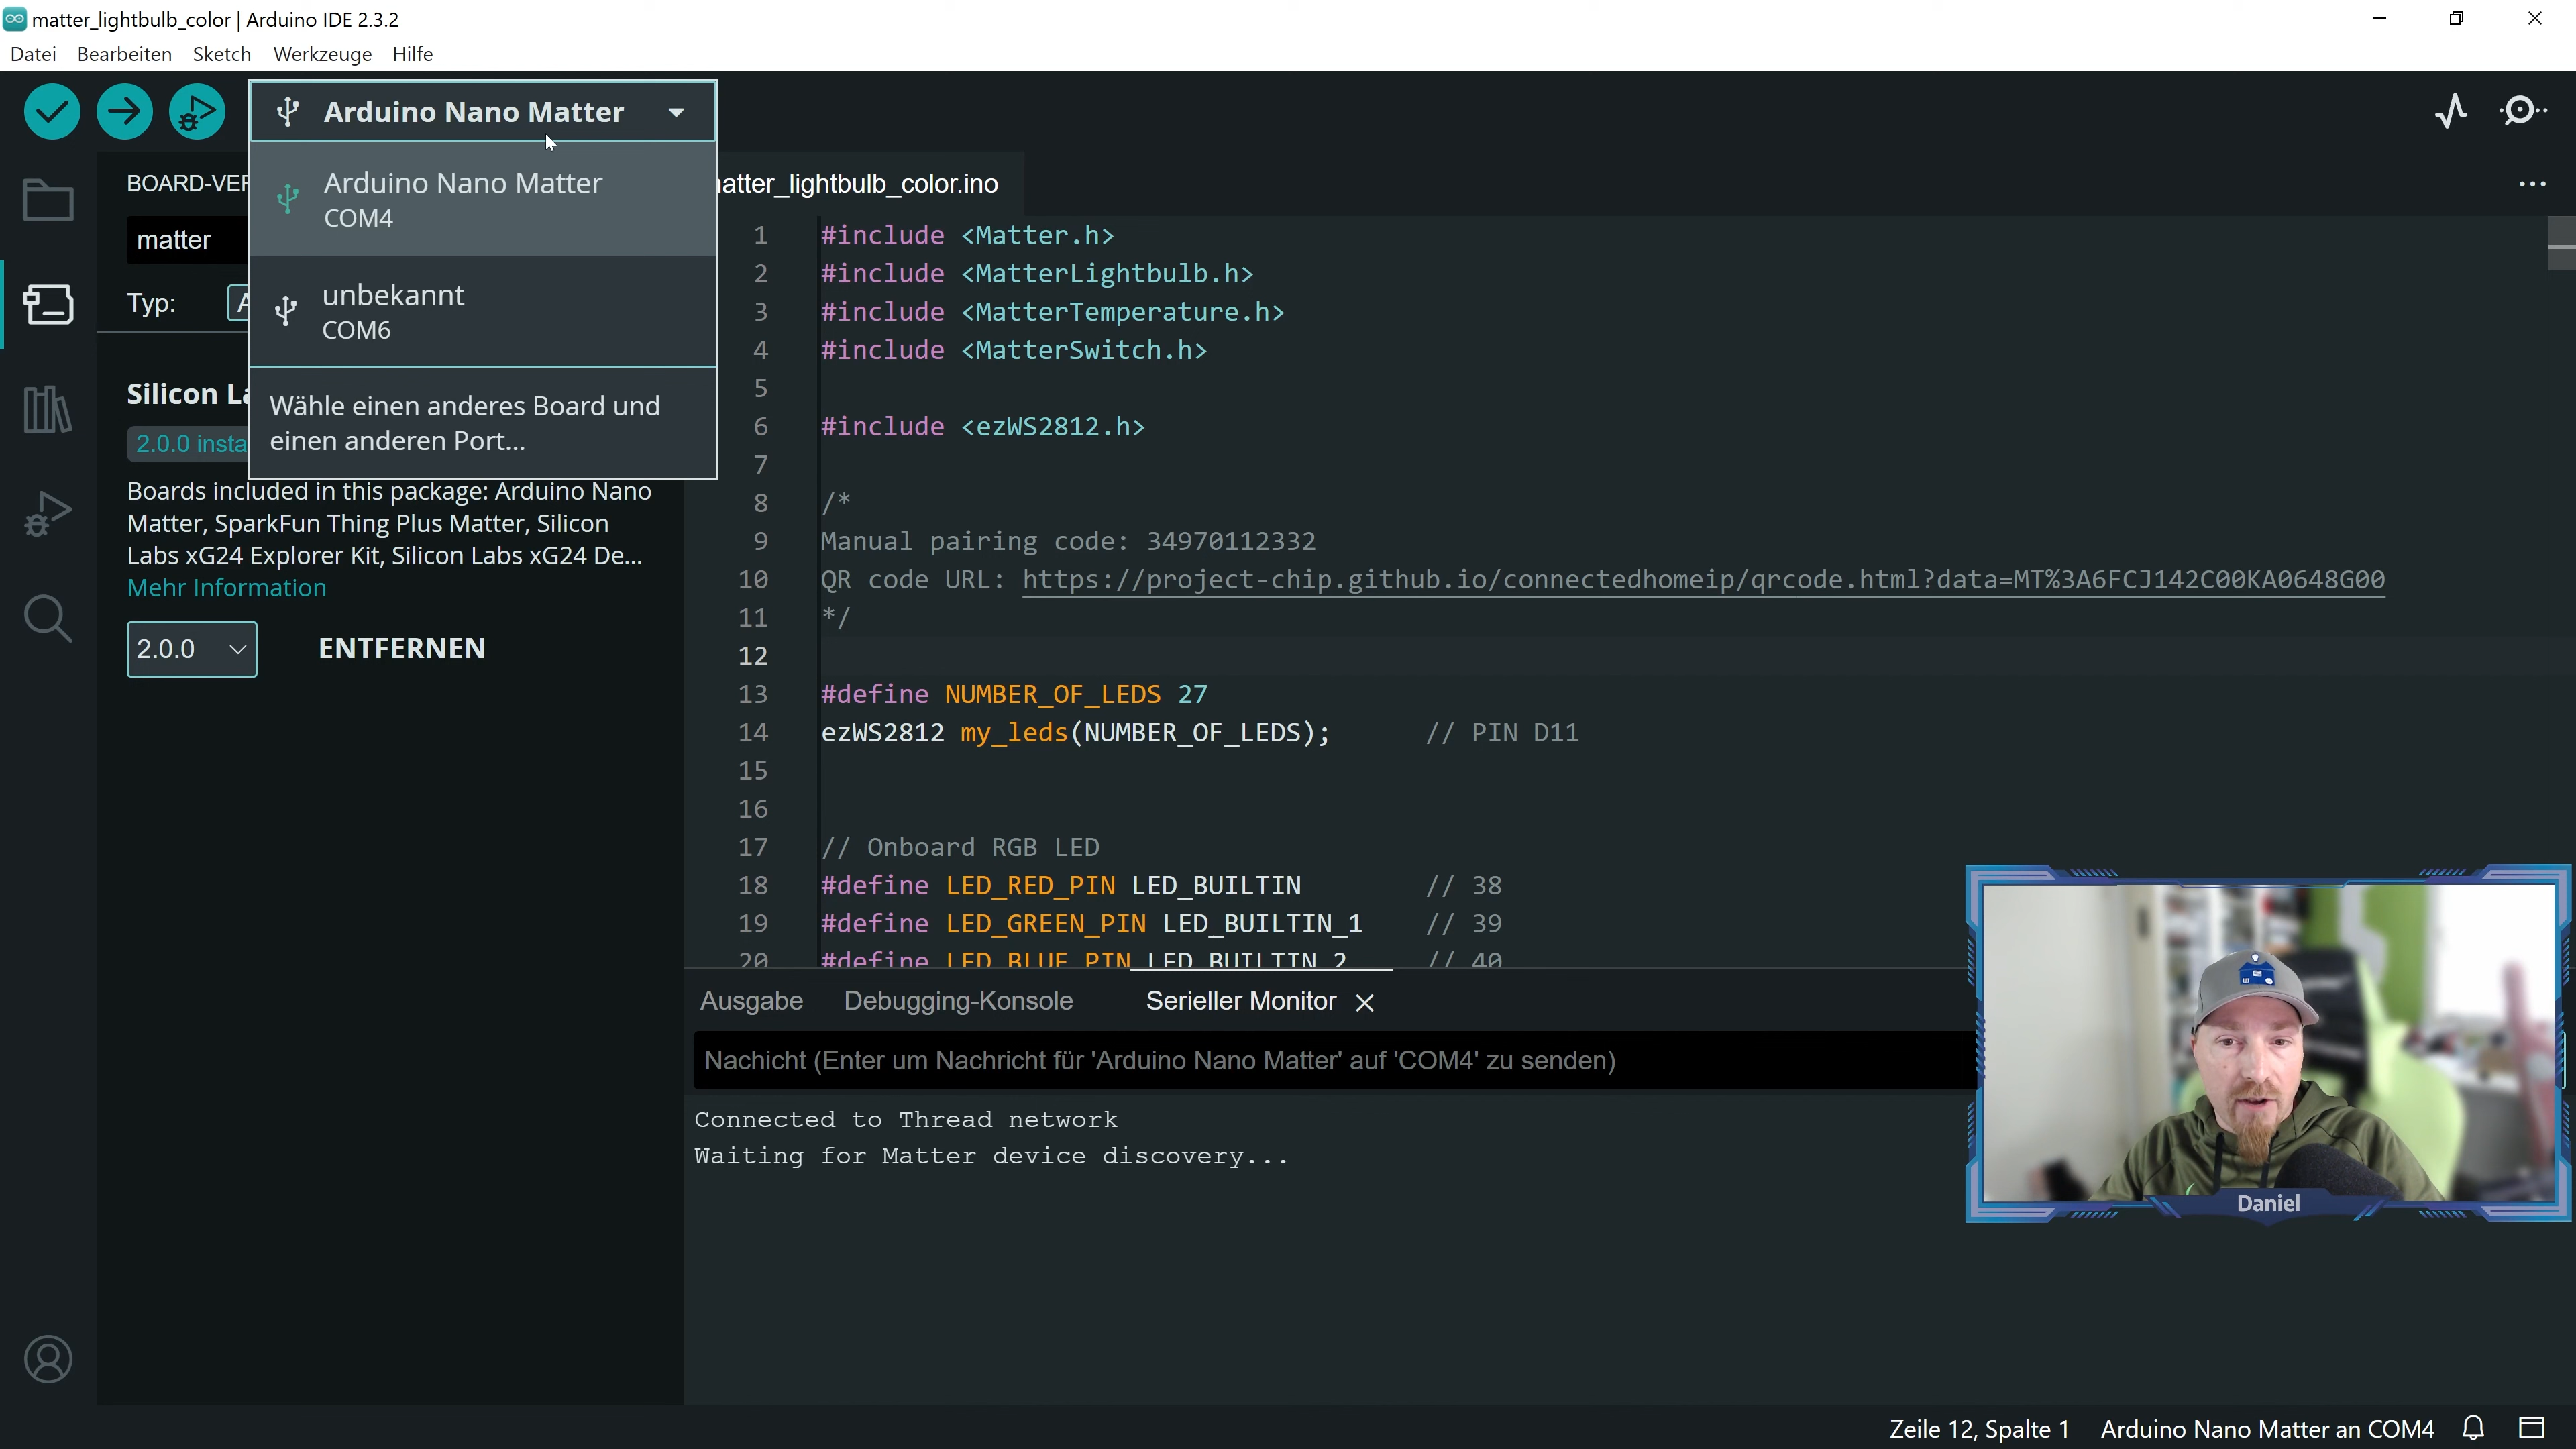 matter_lightbulb_color | Arduino IDE 2.3.2
Datei Bearbeiten Sketch Werkzeuge Hilfe
Arduino Nano Matter
Arduino Nano Matter
COM4
unbekannt
COM6
Wähle einen anderes Board und
einen anderen Port...
BOARD-VER
matter
Typ:
Silicon La
2.0.0 insta
Boards included in this package: Arduino Nano
Matter, SparkFun Thing Plus Matter, Silicon
Labs xG24 Explorer Kit, Silicon Labs xG24 De...
Mehr Information
2.0.0 ENTFERNEN
atter_lightbulb_color.ino
1 #include <Matter.h>
2 #include <MatterLightbulb.h>
3 #include <MatterTemperature.h>
4 #include <MatterSwitch.h>
5
6 #include <ezWS2812.h>
7
8 /*
9 Manual pairing code: 34970112332
10 QR code URL: https://project-chip.github.io/connectedhomeip/qrcode.html?data=MT%3A6FCJ142C00KA0648G00
11 */
12
13 #define NUMBER_OF_LEDS 27
14 ezWS2812 my_leds(NUMBER_OF_LEDS); // PIN D11
15
16
17 // Onboard RGB LED
18 #define LED_RED_PIN LED_BUILTIN // 38
19 #define LED_GREEN_PIN LED_BUILTIN_1 // 39
20 #define LED_BLUE_PIN LED_BUILTIN_2 // 40
Ausgabe Debugging-Konsole Serieller Monitor
Nachicht (Enter um Nachricht für 'Arduino Nano Matter' auf 'COM4' zu senden)
Connected to Thread network
Waiting for Matter device discovery...
Daniel
Zeile 12, Spalte 1 Arduino Nano Matter an COM4